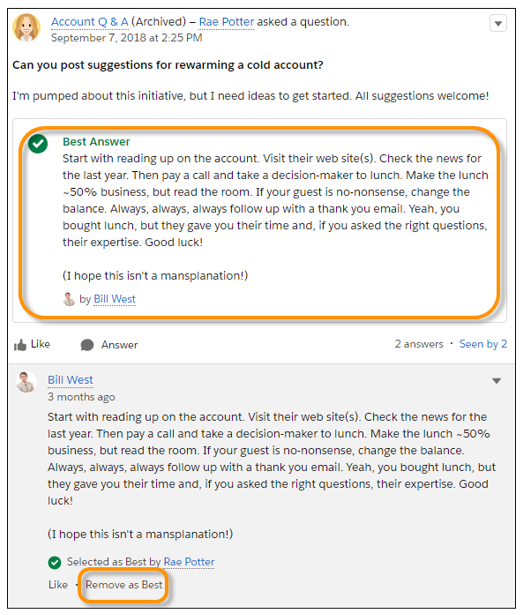 Account Q & A (Archived) – Rae Potter asked a question.
September 7, 2018 at 2:25 PM
Can you post suggestions for rewarming a cold account?
I'm pumped about this initiative, but I need ideas to get started. All suggestions welcome!
Best Answer
Start with reading up on the account. Visit their web site(s). Check the news for
the last year. Then pay a call and take a decision-maker to lunch. Make the lunch
~50% business, but read the room. If your guest is no-nonsense, change the
balance. Always, always, always follow up with a thank you email. Yeah, you
bought lunch, but they gave you their time and, if you asked the right questions,
their expertise. Good luck!
(I hope this isn't a mansplanation!)
by Bill West
Like Answer 2 answers · Seen by 2
Bill West
3 months ago
Start with reading up on the account. Visit their web site(s). Check the news for the
last year. Then pay a call and take a decision-maker to lunch. Make the lunch ~50%
business, but read the room. If your guest is no-nonsense, change the balance.
Always, always, always follow up with a thank you email. Yeah, you bought lunch, but
they gave you their time and, if you asked the right questions, their expertise. Good
luck!
(I hope this isn't a mansplanation!)
Selected as Best by Rae Potter
Like · Remove as Best